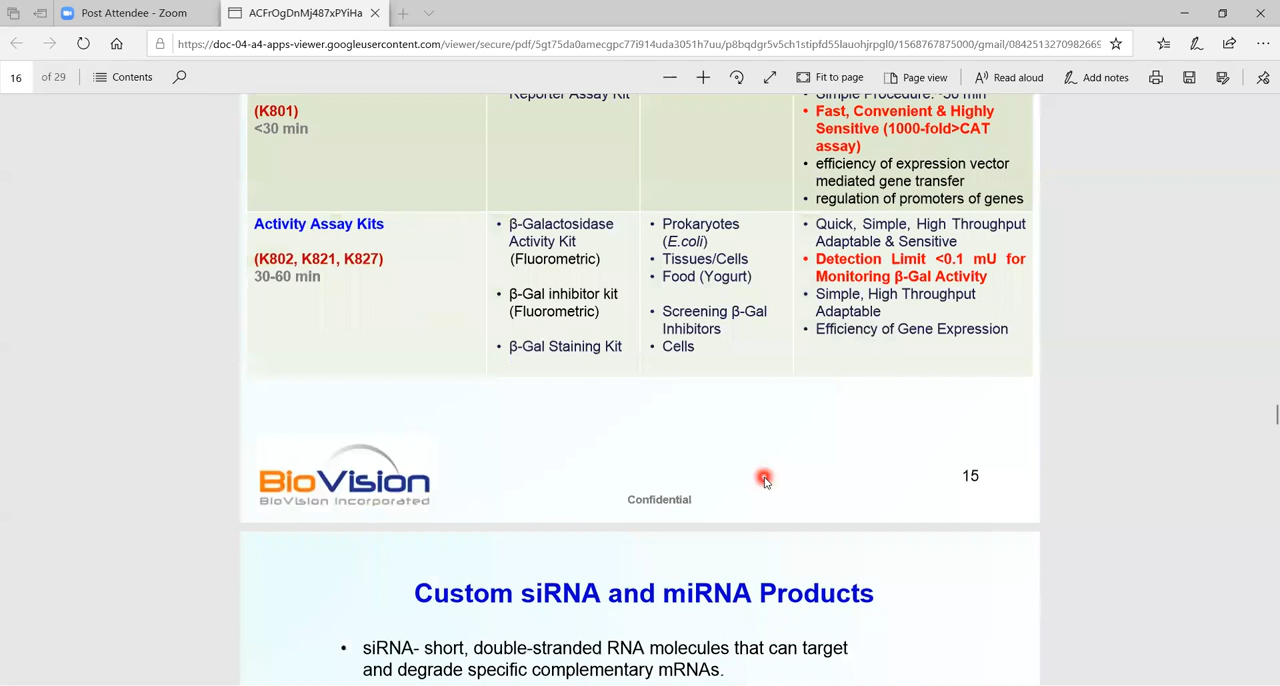 Post Attendee - Zoom
ACFrOgDnMj487xPYiHa
https://doc-04-a4-apps-viewer.googleusercontent.com/viewer/secure/pdf/5gt75da0amecgpc77i914uda3051h7uu/p8bqdgr5v5ch1stipfd55lauohjrpgl0/1568767875000/gmail/0842513270982669
16 of 29 Contents Fit to page Page view Read aloud Add notes
Reporter Assay Kit
Simple Procedure: ~30 min
(K801)
<30 min
• Fast, Convenient & Highly
Sensitive (1000-fold>CAT
assay)
• efficiency of expression vector
mediated gene transfer
• regulation of promoters of genes
Activity Assay Kits
(K802, K821, K827)
30-60 min
• β-Galactosidase
Activity Kit
(Fluorometric)
• β-Gal inhibitor kit
(Fluorometric)
• β-Gal Staining Kit
• Prokaryotes
(E.coli)
• Tissues/Cells
• Food (Yogurt)
• Screening β-Gal
Inhibitors
• Cells
• Quick, Simple, High Throughput
Adaptable & Sensitive
• Detection Limit <0.1 mU for
Monitoring β-Gal Activity
• Simple, High Throughput
Adaptable
• Efficiency of Gene Expression
BioVision
BioVision Incorporated
Confidential
15
Custom siRNA and miRNA Products
• siRNA- short, double-stranded RNA molecules that can target
and degrade specific complementary mRNAs.